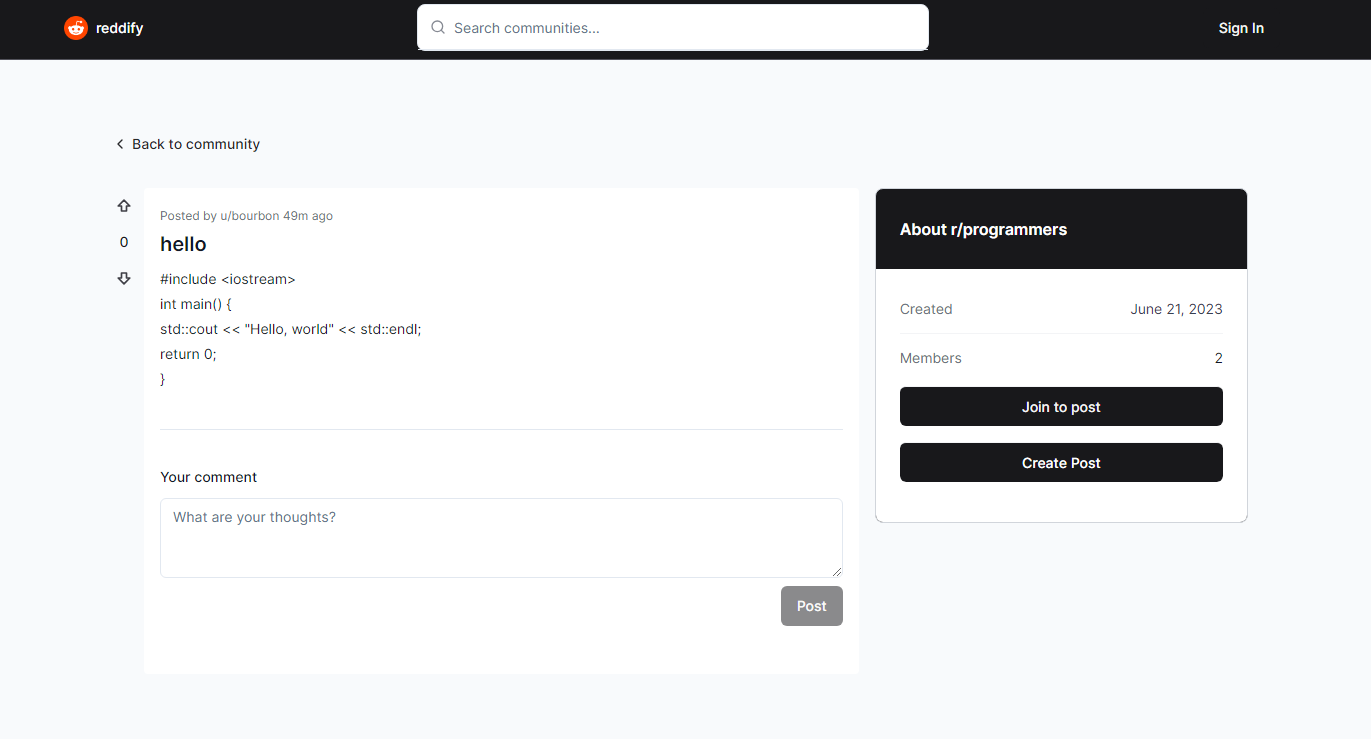 reddify
Search communities...
Sign In
Back to community
Posted by u/bourbon 49m ago
0
hello
#include <iostream>
int main() {
std::cout << "Hello, world" << std::endl;
return 0;
}
Your comment
What are your thoughts?
Post
About r/programmers
Created June 21, 2023
Members 2
Join to post
Create Post